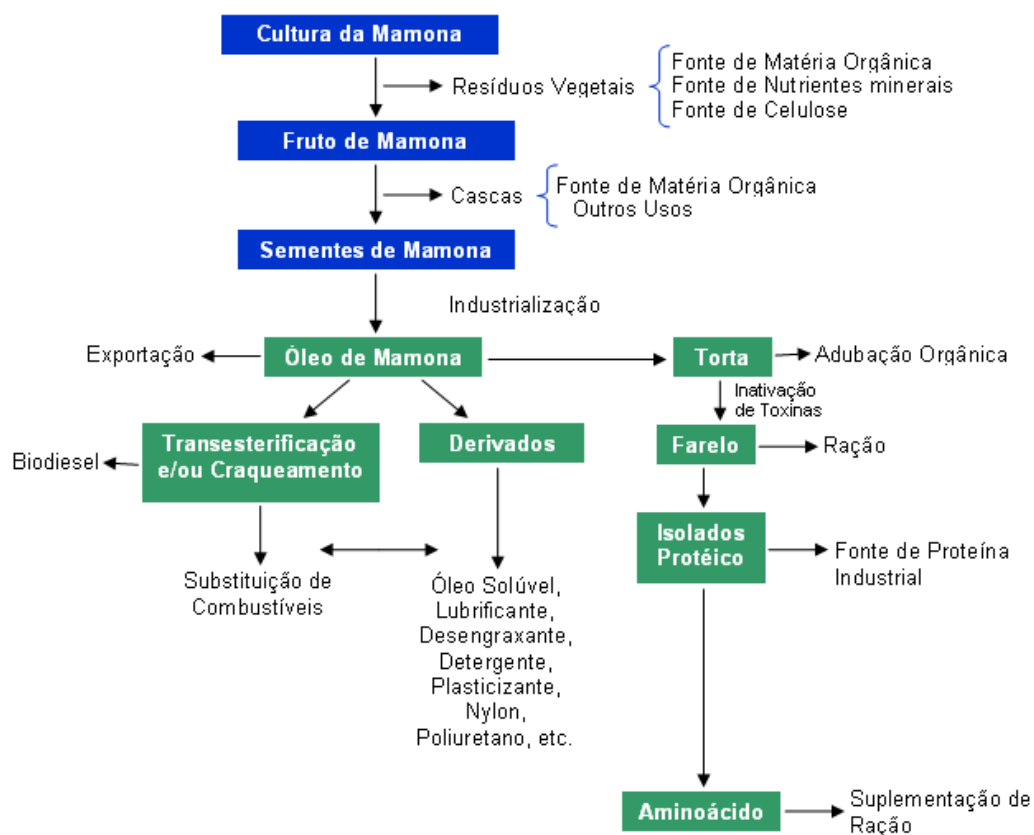 Cultura da Mamona
Resíduos Vegetais
Fonte de Matéria Orgânica
Fonte de Nutrientes minerais
Fonte de Celulose
Fruto de Mamona
Cascas
Fonte de Matéria Orgânica
Outros Usos
Sementes de Mamona
Industrialização
Exportação
Óleo de Mamona
Torta
Adubação Orgânica
Inativação
de Toxinas
Biodiesel
Transesterificação
e/ou Craqueamento
Derivados
Farelo
Ração
Substituição de
Combustíveis
Óleo Solúvel,
Lubrificante,
Desengraxante,
Detergente,
Plasticizante,
Nylon,
Poliuretano, etc.
Isolados
Protéico
Fonte de Proteína
Industrial
Aminoácido
Suplementação de
Ração